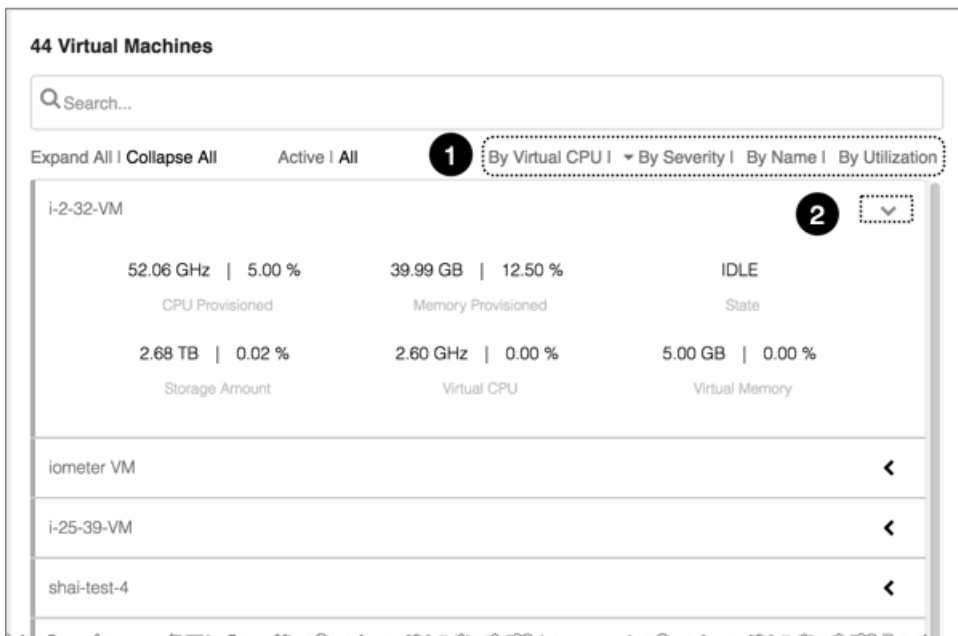 44 Virtual Machines
Search...
Expand All | Collapse All Active | All 1 By Virtual CPU | By Severity | By Name | By Utilization
i-2-32-VM 2
52.06 GHz | 5.00 % 39.99 GB | 12.50 % IDLE
CPU Provisioned Memory Provisioned State
2.68 TB | 0.02 % 2.60 GHz | 0.00 % 5.00 GB | 0.00 %
Storage Amount Virtual CPU Virtual Memory
iometer VM
i-25-39-VM
shai-test-4